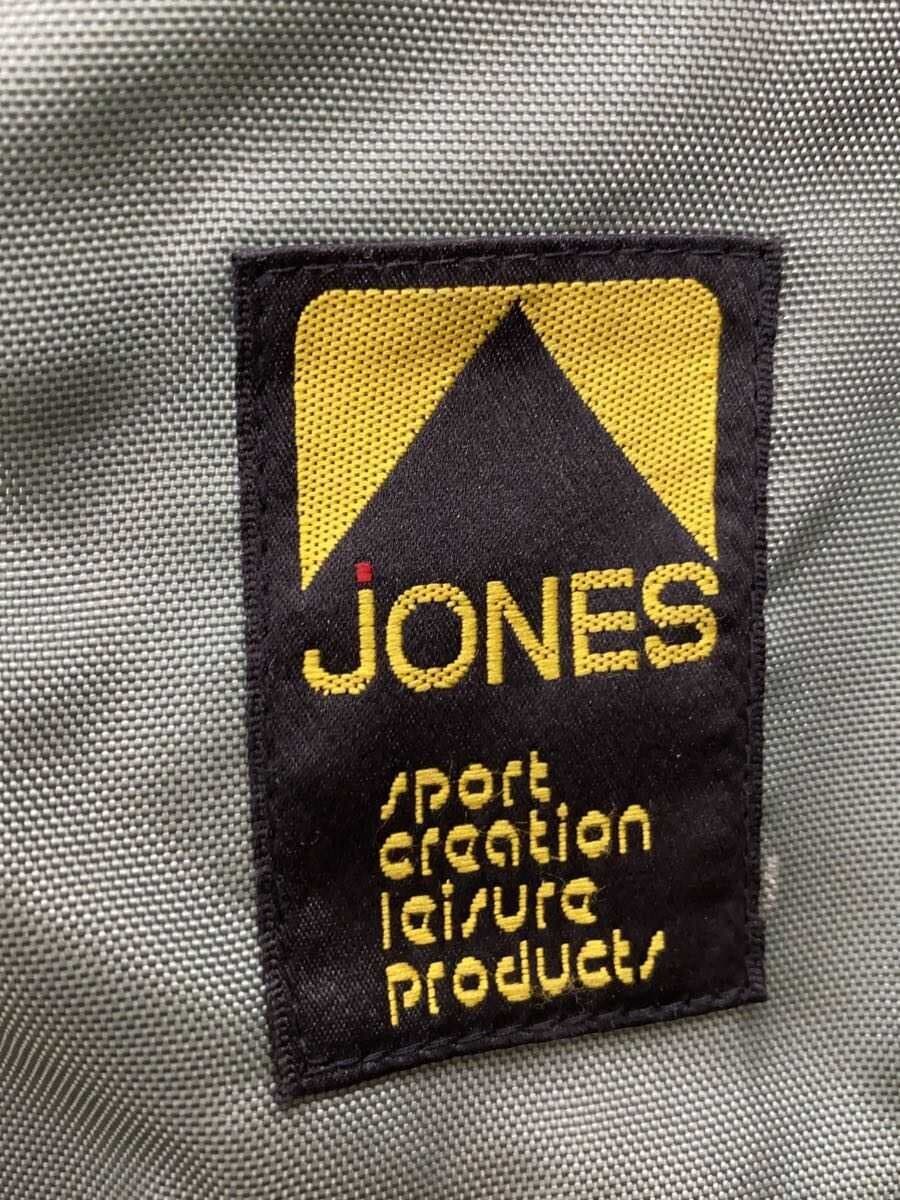 jONES
sport
creation
leisure
products